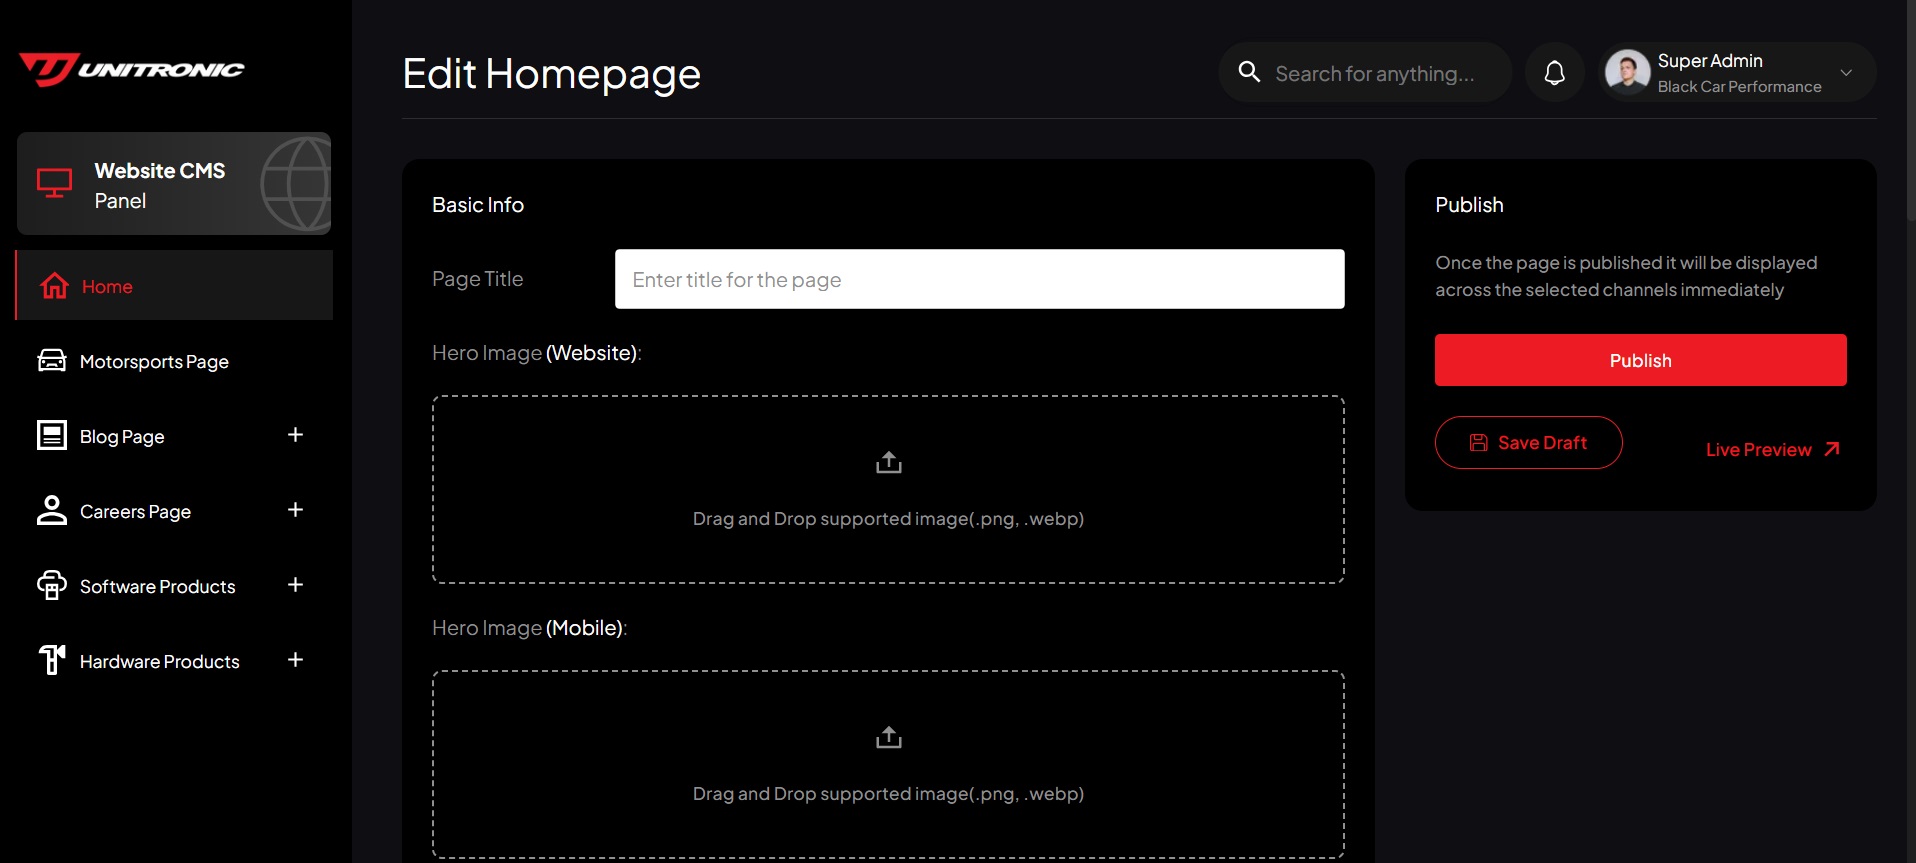 UNITRONIC
Website CMS
Panel
Home
Motorsports Page
Blog Page
Careers Page
Software Products
Hardware Products
Edit Homepage
Search for anything...
Super Admin
Black Car Performance
Basic Info
Page Title
Enter title for the page
Hero Image (Website):
Drag and Drop supported image(.png, .webp)
Hero Image (Mobile):
Drag and Drop supported image(.png, .webp)
Publish
Once the page is published it will be displayed
across the selected channels immediately
Publish
Save Draft
Live Preview